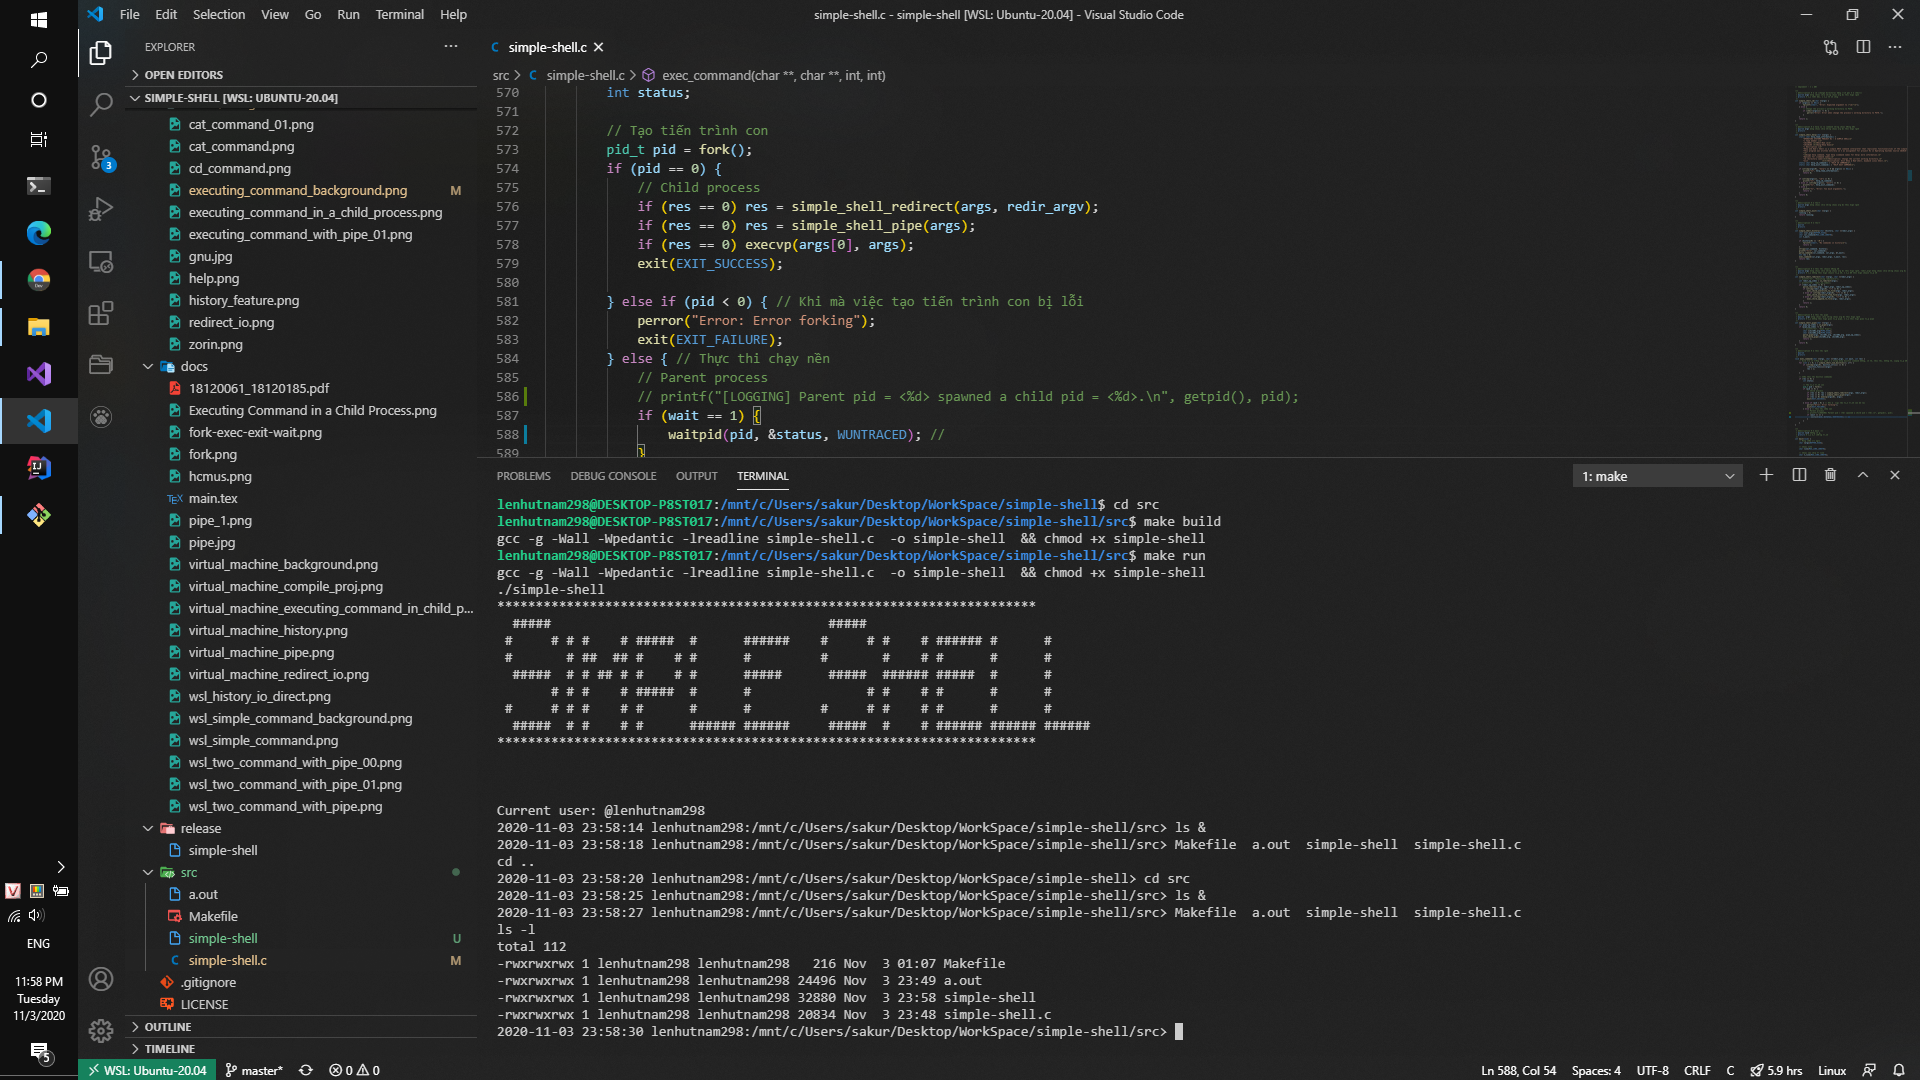 File Edit Selection View Go Run Terminal Help
simple-shell.c - simple-shell [WSL: Ubuntu-20.04] - Visual Studio Code
EXPLORER
OPEN EDITORS
SIMPLE-SHELL [WSL: UBUNTU-20.04]
cat_command_01.png
cat_command.png
cd_command.png
executing_command_background.png M
executing_command_in_a_child_process.png
executing_command_with_pipe_01.png
gnu.jpg
help.png
history_feature.png
redirect_io.png
zorin.png
docs
18120061_18120185.pdf
Executing Command in a Child Process.png
fork-exec-exit-wait.png
fork.png
hcmus.png
main.tex
pipe_1.png
pipe.jpg
virtual_machine_background.png
virtual_machine_compile_proj.png
virtual_machine_executing_command_in_child_p...
virtual_machine_history.png
virtual_machine_pipe.png
virtual_machine_redirect_io.png
wsl_history_io_direct.png
wsl_simple_command_background.png
wsl_simple_command.png
wsl_two_command_with_pipe_00.png
wsl_two_command_with_pipe_01.png
wsl_two_command_with_pipe.png
release
simple-shell
src
a.out
Makefile
simple-shell U
simple-shell.c M
.gitignore
LICENSE
OUTLINE
TIMELINE
simple-shell.c
src > C simple-shell.c > exec_command(char **, char **, int, int)
570 int status;
571
572 // Tạo tiến trình con
573 pid_t pid = fork();
574 if (pid == 0) {
575 // Child process
576 if (res == 0) res = simple_shell_redirect(args, redir_argv);
577 if (res == 0) res = simple_shell_pipe(args);
578 if (res == 0) execvp(args[0], args);
579 exit(EXIT_SUCCESS);
580
581 } else if (pid < 0) { // Khi mà việc tạo tiến trình con bị lỗi
582 perror("Error: Error forking");
583 exit(EXIT_FAILURE);
584 } else { // Thực thi chạy nền
585 // Parent process
586 // printf("[LOGGING] Parent pid = <%d> spawned a child pid = <%d>.\n", getpid(), pid);
587 if (wait == 1) {
588 waitpid(pid, &status, WUNTRACED); //
589 }
PROBLEMS DEBUG CONSOLE OUTPUT TERMINAL
1: make
lenhutnam298@DESKTOP-P8ST017:/mnt/c/Users/sakur/Desktop/WorkSpace/simple-shell$ cd src
lenhutnam298@DESKTOP-P8ST017:/mnt/c/Users/sakur/Desktop/WorkSpace/simple-shell/src$ make build
gcc -g -Wall -Wpedantic -lreadline simple-shell.c -o simple-shell && chmod +x simple-shell
lenhutnam298@DESKTOP-P8ST017:/mnt/c/Users/sakur/Desktop/WorkSpace/simple-shell/src$ make run
gcc -g -Wall -Wpedantic -lreadline simple-shell.c -o simple-shell && chmod +x simple-shell
./simple-shell
SIMPLE SHELL
Current user: @lenhutnam298
2020-11-03 23:58:14 lenhutnam298:/mnt/c/Users/sakur/Desktop/WorkSpace/simple-shell/src> ls &
2020-11-03 23:58:18 lenhutnam298:/mnt/c/Users/sakur/Desktop/WorkSpace/simple-shell/src> Makefile a.out simple-shell simple-shell.c
cd ..
2020-11-03 23:58:20 lenhutnam298:/mnt/c/Users/sakur/Desktop/WorkSpace/simple-shell> cd src
2020-11-03 23:58:25 lenhutnam298:/mnt/c/Users/sakur/Desktop/WorkSpace/simple-shell/src> ls &
2020-11-03 23:58:27 lenhutnam298:/mnt/c/Users/sakur/Desktop/WorkSpace/simple-shell/src> Makefile a.out simple-shell simple-shell.c
ls -l
total 112
-rwxrwxrwx 1 lenhutnam298 lenhutnam298 216 Nov 3 01:07 Makefile
-rwxrwxrwx 1 lenhutnam298 lenhutnam298 24496 Nov 3 23:49 a.out
-rwxrwxrwx 1 lenhutnam298 lenhutnam298 32880 Nov 3 23:58 simple-shell
-rwxrwxrwx 1 lenhutnam298 lenhutnam298 20834 Nov 3 23:48 simple-shell.c
2020-11-03 23:58:30 lenhutnam298:/mnt/c/Users/sakur/Desktop/WorkSpace/simple-shell/src>
3
ENG
11:58 PM
Tuesday
11/3/2020
5
WSL: Ubuntu-20.04 master* 0 0
Ln 588, Col 54 Spaces: 4 UTF-8 CRLF C 5.9 hrs Linux